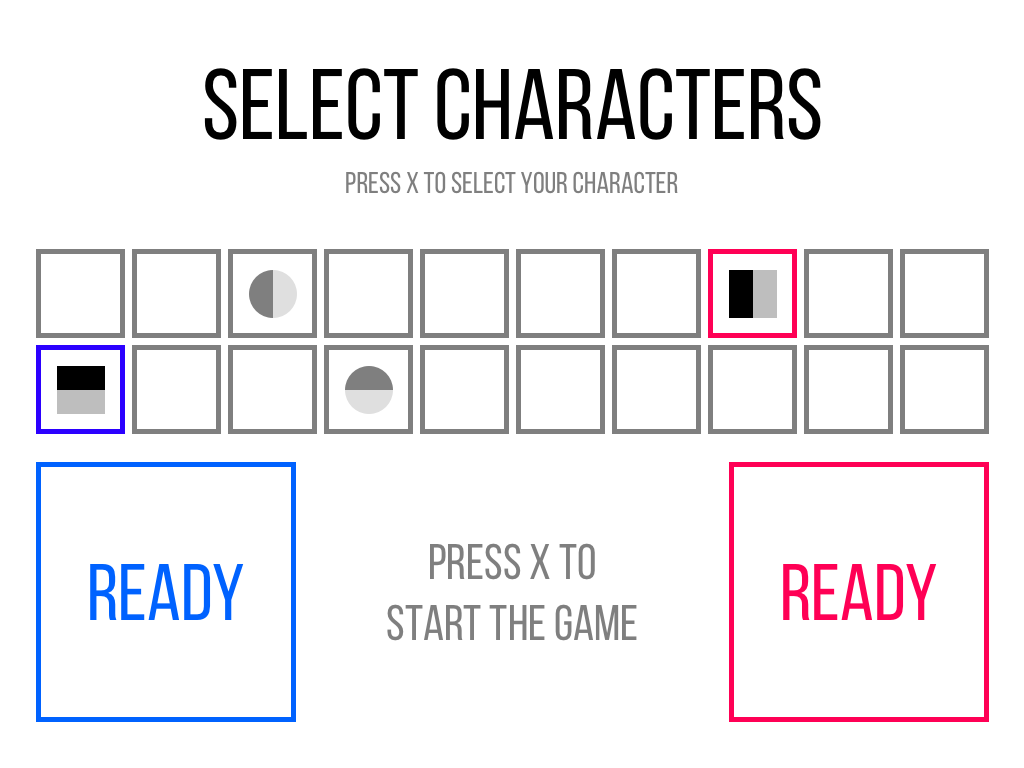 SELECT CHARACTERS
PRESS X TO SELECT YOUR CHARACTER
READY
PRESS X TO
START THE GAME
READY